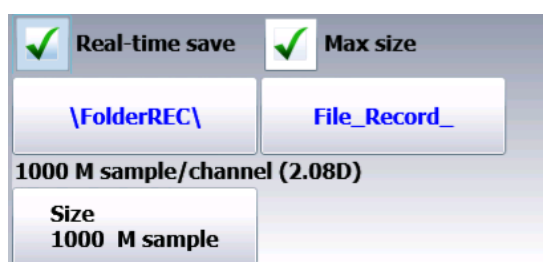 Real-time save
Max size
\FolderREC\
File_Record_
1000 M sample/channel (2.08D)
Size
1000 M sample